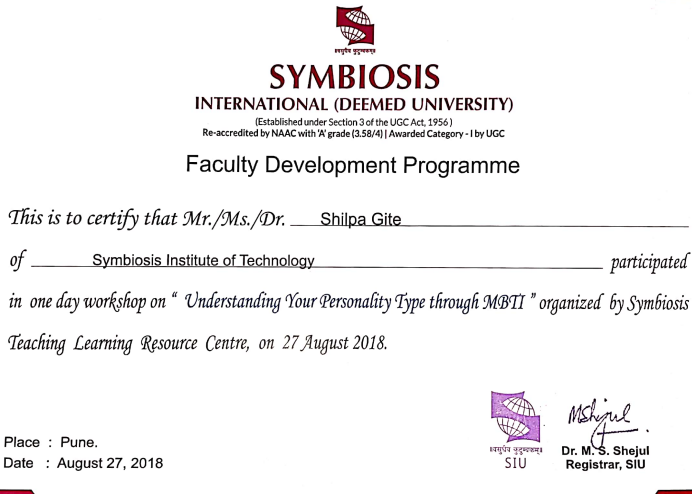 ॥वसुधैव कुटुम्बकम्॥
SYMBIOSIS
INTERNATIONAL (DEEMED UNIVERSITY)
(Established under Section 3 of the UGC Act, 1956 )
Re-accredited by NAAC with 'A' grade (3.58/4) | Awarded Category - I by UGC
Faculty Development Programme
This is to certify that Mr./Ms./Dr. Shilpa Gite
of Symbiosis Institute of Technology participated
in one day workshop on “ Understanding Your Personality Type through MBTI ” organized by Symbiosis
Teaching Learning Resource Centre, on 27 August 2018.
MShejul
॥वसुधैव कुटुम्बकम्॥
SIU
Dr. M. S. Shejul
Registrar, SIU
Place : Pune.
Date : August 27, 2018